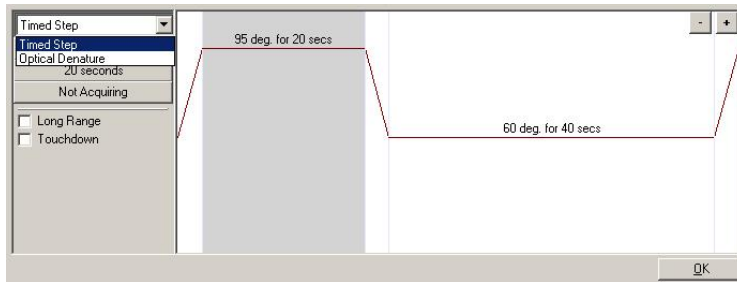 Timed Step
Timed Step
Optical Denature
20 seconds
Not Acquiring
Long Range
Touchdown
95 deg. for 20 secs
60 deg. for 40 secs
- +
OK